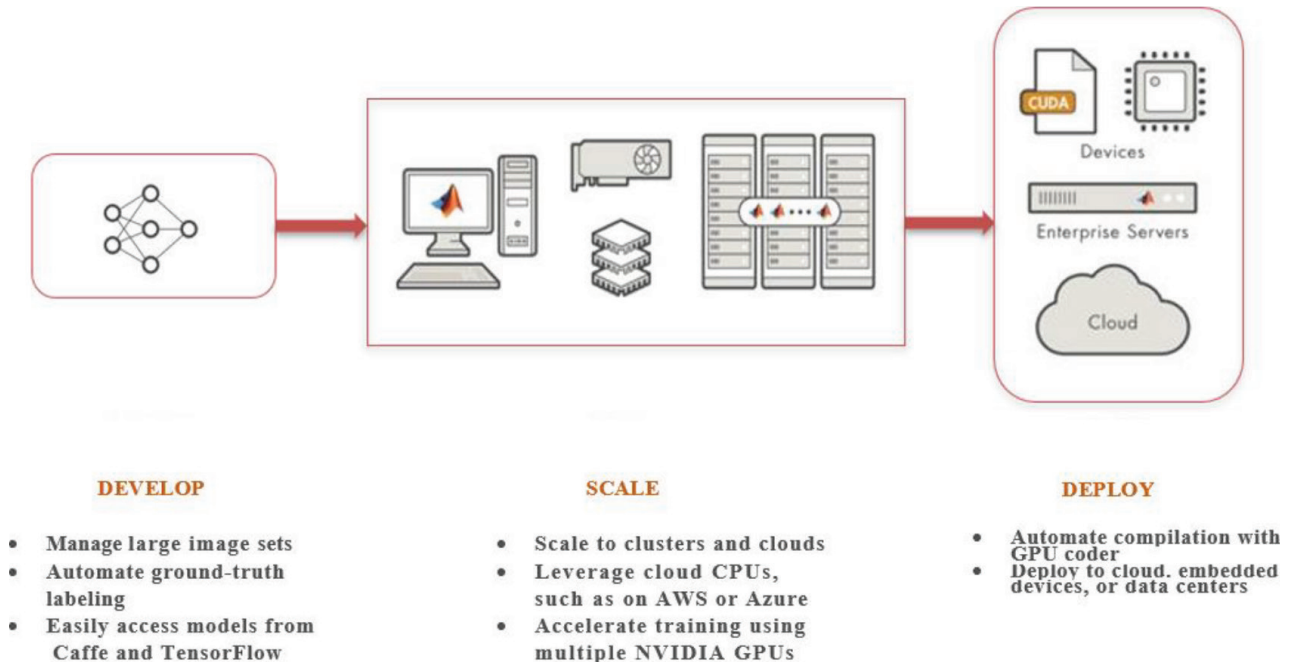 CUDA
Devices
Enterprise Servers
Cloud
DEVELOP
• Manage large image sets
• Automate ground-truth
labeling
• Easily access models from
Caffe and TensorFlow
SCALE
• Scale to clusters and clouds
• Leverage cloud CPUs,
such as on AWS or Azure
• Accelerate training using
multiple NVIDIA GPUs
DEPLOY
• Automate compilation with
GPU coder
• Deploy to cloud. embedded
devices, or data centers